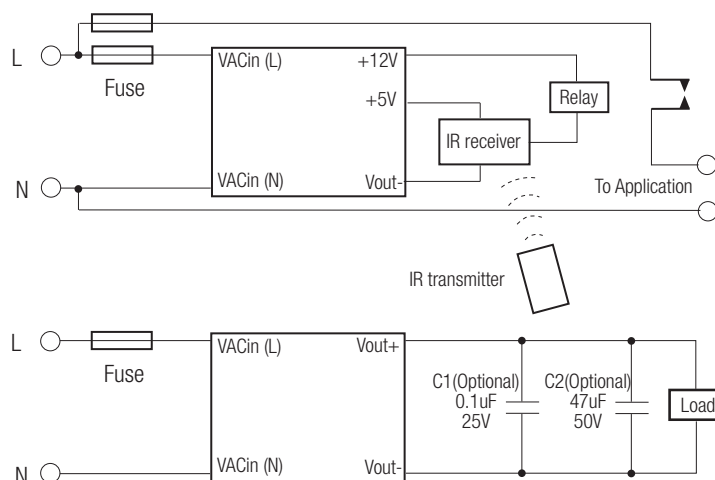 L
Fuse
VACin (L)
+12V
+5V
Relay
IR receiver
N
VACin (N)
Vout-
To Application
IR transmitter
L
Fuse
VACin (L)
Vout+
C1(Optional)
0.1uF
25V
C2(Optional)
47uF
50V
Load
N
VACin (N)
Vout-